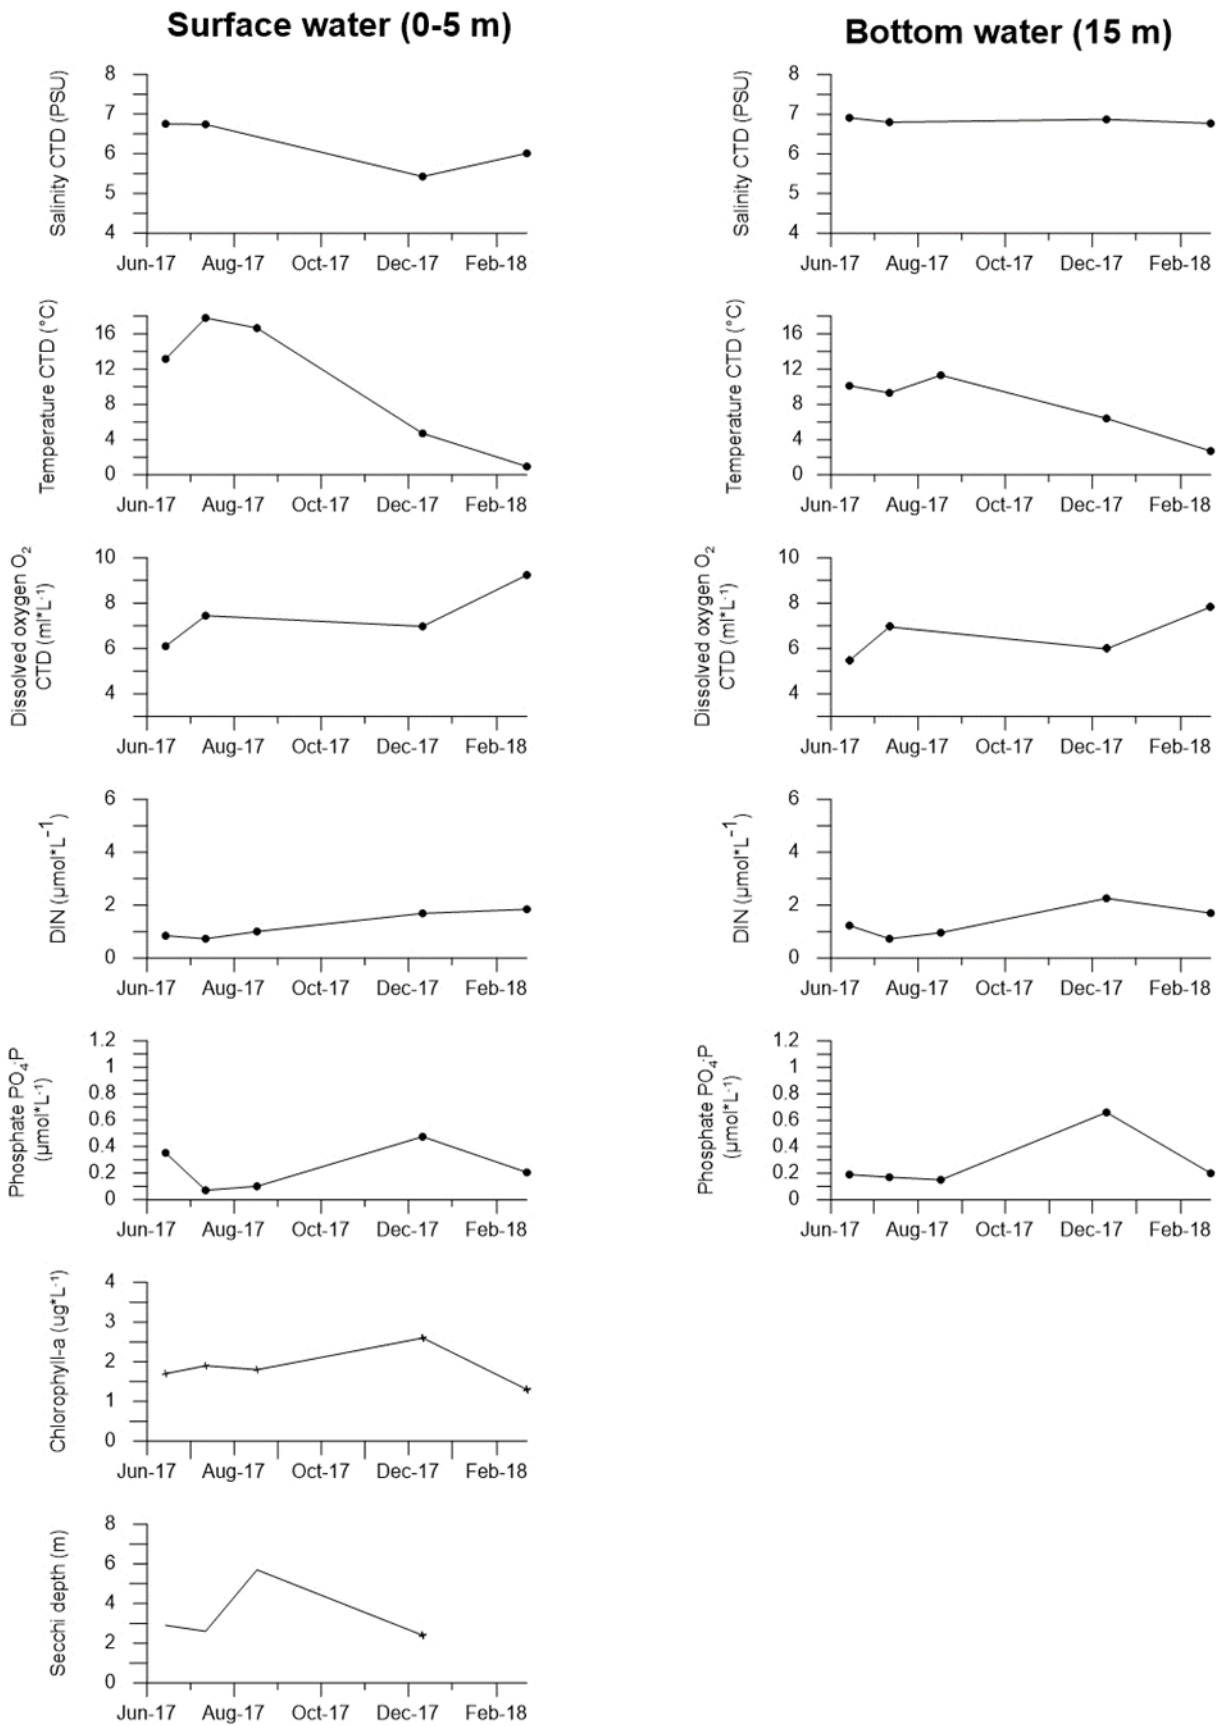 Surface water (0-5 m)
Salinity CTD (PSU)
8
7
6
5
4
Jun-17 Aug-17 Oct-17 Dec-17 Feb-18
Temperature CTD (°C)
16
12
8
4
0
Jun-17 Aug-17 Oct-17 Dec-17 Feb-18
Dissolved oxygen O₂
CTD (ml*L⁻¹)
10
8
6
4
Jun-17 Aug-17 Oct-17 Dec-17 Feb-18
DIN (µmol*L⁻¹)
6
4
2
0
Jun-17 Aug-17 Oct-17 Dec-17 Feb-18
Phosphate PO₄·P
(µmol*L⁻¹)
1.2
1
0.8
0.6
0.4
0.2
0
Jun-17 Aug-17 Oct-17 Dec-17 Feb-18
Chlorophyll-a (ug*L⁻¹)
4
3
2
1
0
Jun-17 Aug-17 Oct-17 Dec-17 Feb-18
Secchi depth (m)
8
6
4
2
0
Jun-17 Aug-17 Oct-17 Dec-17 Feb-18
Bottom water (15 m)
Salinity CTD (PSU)
8
7
6
5
4
Jun-17 Aug-17 Oct-17 Dec-17 Feb-18
Temperature CTD (°C)
16
12
8
4
0
Jun-17 Aug-17 Oct-17 Dec-17 Feb-18
Dissolved oxygen O₂
CTD (ml*L⁻¹)
10
8
6
4
Jun-17 Aug-17 Oct-17 Dec-17 Feb-18
DIN (µmol*L⁻¹)
6
4
2
0
Jun-17 Aug-17 Oct-17 Dec-17 Feb-18
Phosphate PO₄·P
(µmol*L⁻¹)
1.2
1
0.8
0.6
0.4
0.2
0
Jun-17 Aug-17 Oct-17 Dec-17 Feb-18